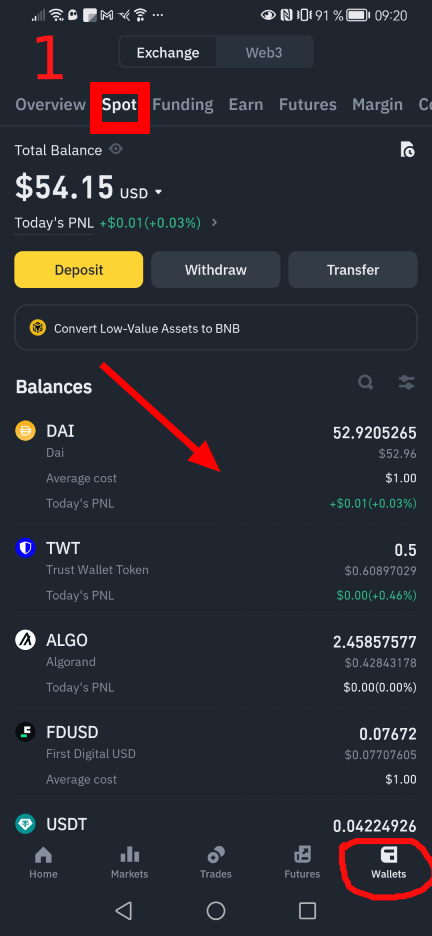 91 % 09:20
1
Exchange Web3
Overview Spot Funding Earn Futures Margin Co
Total Balance
$54.15 USD
Today's PNL +$0.01(+0.03%) >
Deposit Withdraw Transfer
Convert Low-Value Assets to BNB
Balances
DAI 52.9205265
Dai $52.96
Average cost $1.00
Today's PNL +$0.01(+0.03%)
TWT 0.5
Trust Wallet Token $0.60897029
Today's PNL $0.00(+0.46%)
ALGO 2.45857577
Algorand $0.42843178
Today's PNL $0.00(0.00%)
FDUSD 0.07672
First Digital USD $0.07707605
Average cost $1.00
USDT 0.04224926
Home Markets Trades Futures Wallets